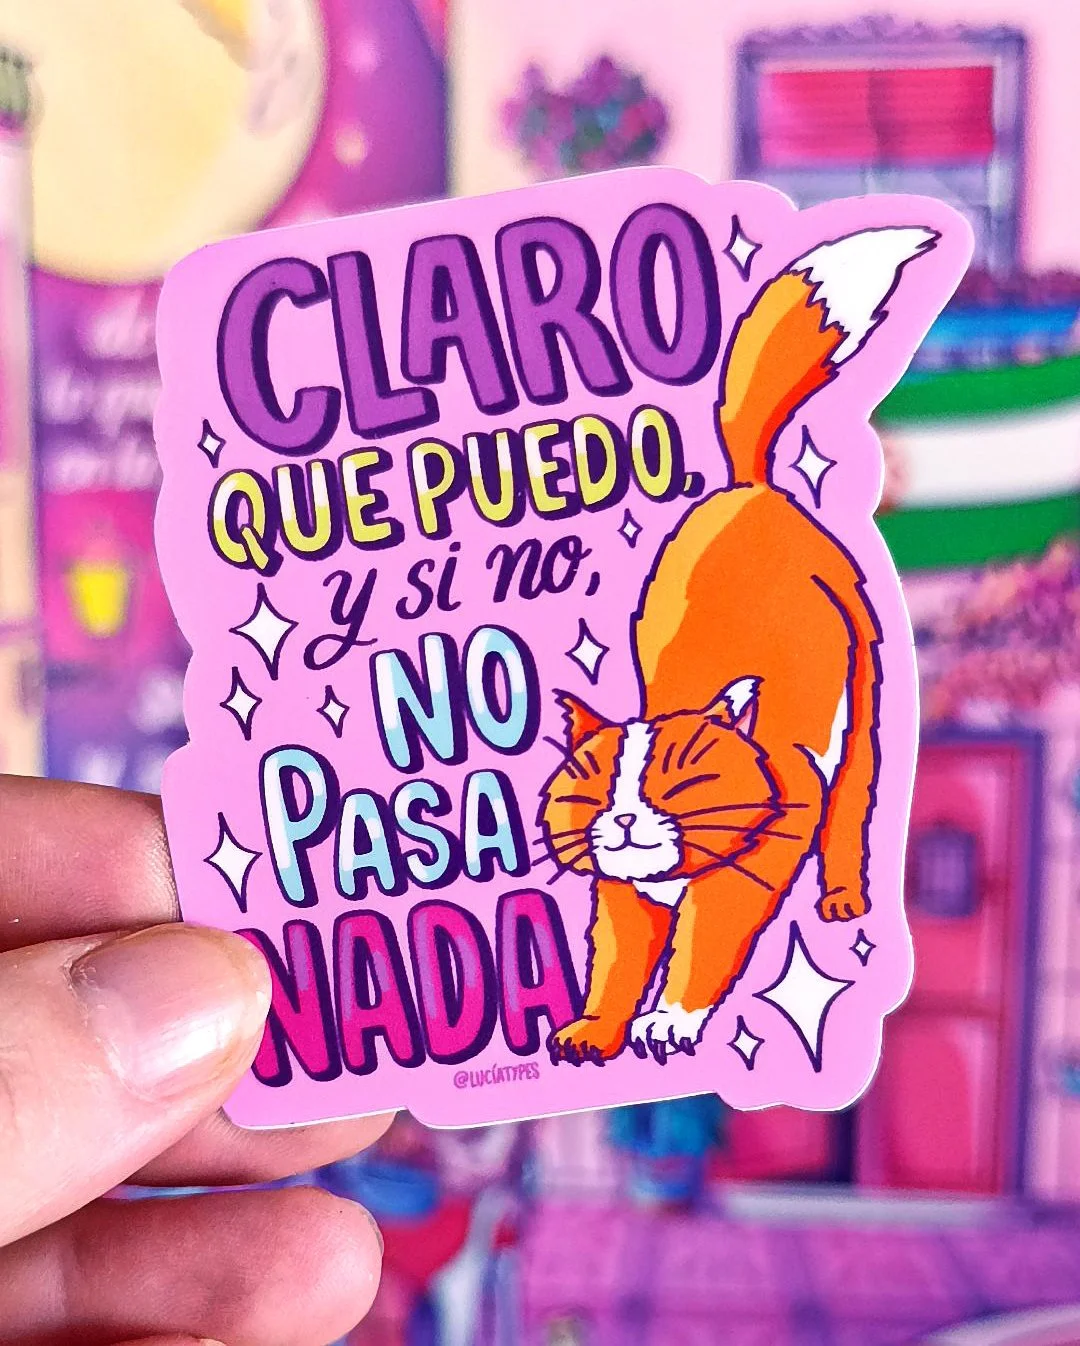 CLARO
QUE PUEDO,
y si no,
NO
PASA
NADA
@LUCÍATYPES